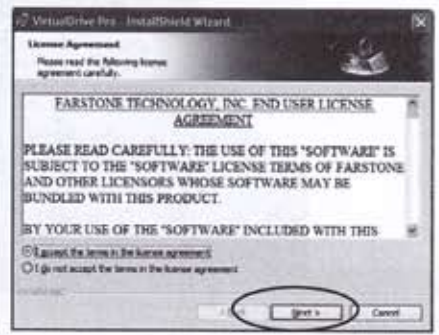 VirtualDrive Pro - InstallShield Wizard
License Agreement
Please read the following license
agreement carefully.
FARSTONE TECHNOLOGY, INC. END USER LICENSE
AGREEMENT
PLEASE READ CAREFULLY: THE USE OF THIS "SOFTWARE" IS
SUBJECT TO THE "SOFTWARE" LICENSE TERMS OF FARSTONE
AND OTHER LICENSORS WHOSE SOFTWARE MAY BE
BUNDLED WITH THIS PRODUCT.
BY YOUR USE OF THE "SOFTWARE" INCLUDED WITH THIS
I accept the terms in the license agreement
I do not accept the terms in the license agreement
Next >
Cancel